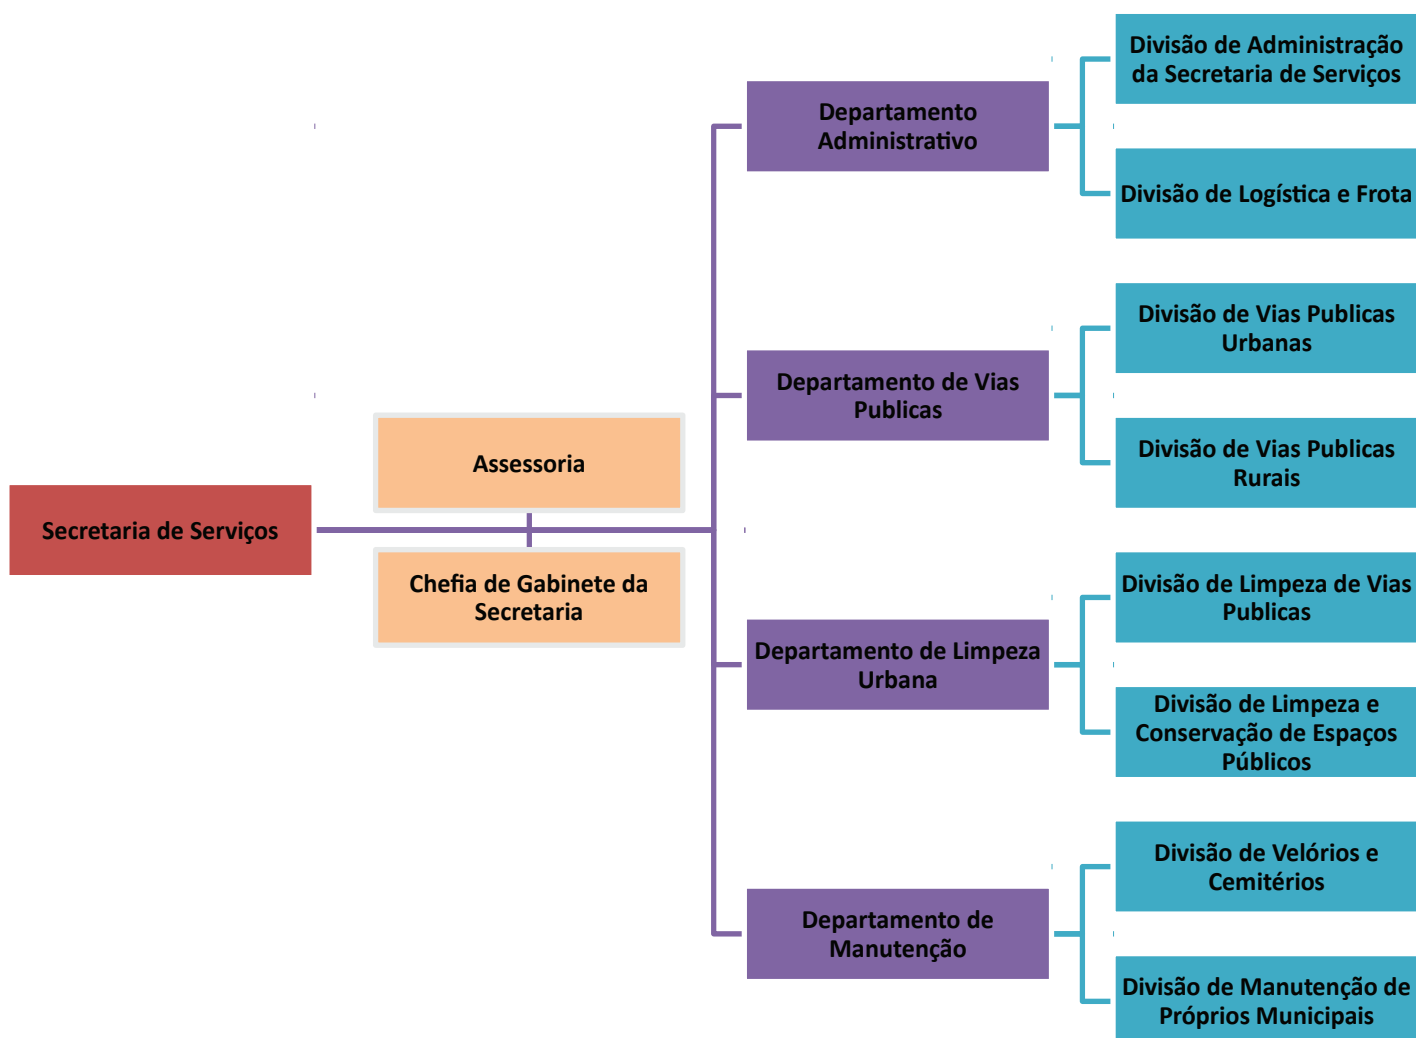 Secretaria de Serviços
Assessoria
Chefia de Gabinete da
Secretaria
Departamento
Administrativo
Divisão de Administração
da Secretaria de Serviços
Divisão de Logística e Frota
Departamento de Vias
Publicas
Divisão de Vias Publicas
Urbanas
Divisão de Vias Publicas
Rurais
Departamento de Limpeza
Urbana
Divisão de Limpeza de Vias
Publicas
Divisão de Limpeza e
Conservação de Espaços
Públicos
Departamento de
Manutenção
Divisão de Velórios e
Cemitérios
Divisão de Manutenção de
Próprios Municipais